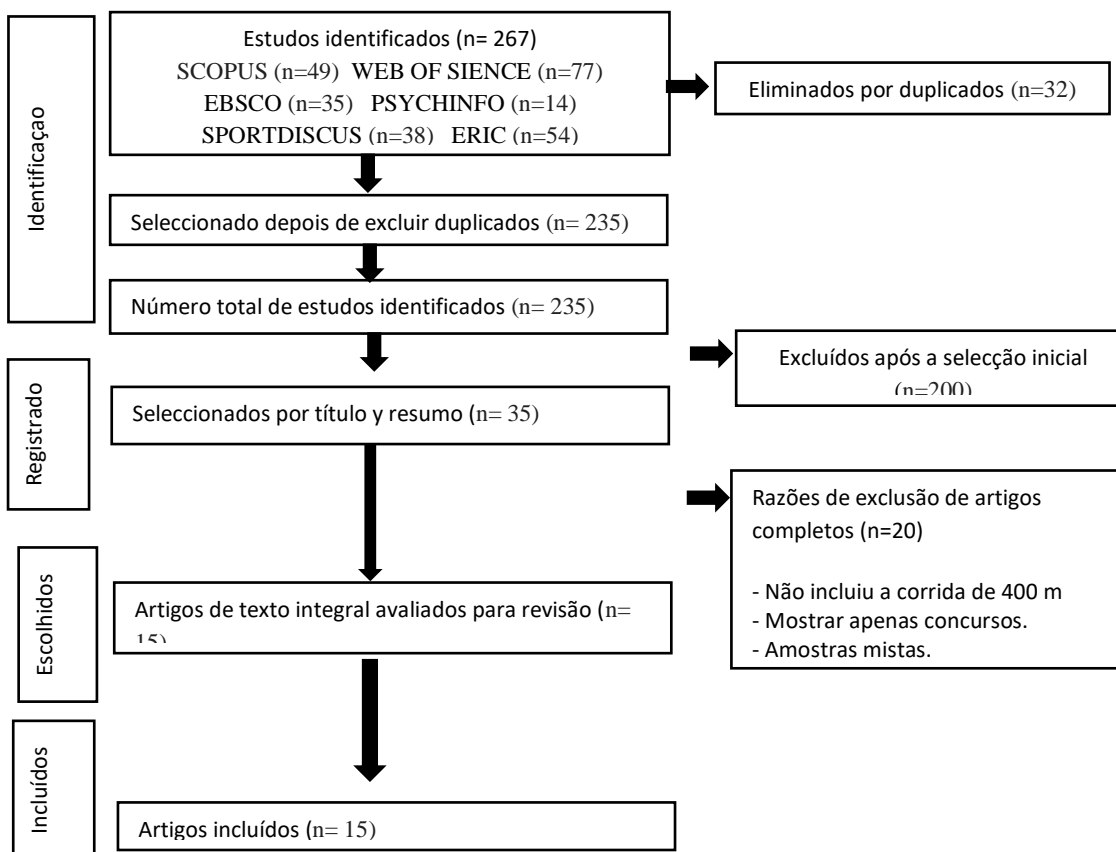 Identificaçao
Estudos identificados (n= 267)
SCOPUS (n=49) WEB OF SIENCE (n=77)
EBSCO (n=35) PSYCHINFO (n=14)
SPORTDISCUS (n=38) ERIC (n=54)
Eliminados por duplicados (n=32)
Seleccionado depois de excluir duplicados (n= 235)
Número total de estudos identificados (n= 235)
Registrado
Excluídos após a selecção inicial
(n=200)
Seleccionados por título y resumo (n= 35)
Razões de exclusão de artigos
completos (n=20)
- Não incluiu a corrida de 400 m
- Mostrar apenas concursos.
- Amostras mistas.
Escolhidos
Artigos de texto integral avaliados para revisão (n=
15)
Incluídos
Artigos incluídos (n= 15)